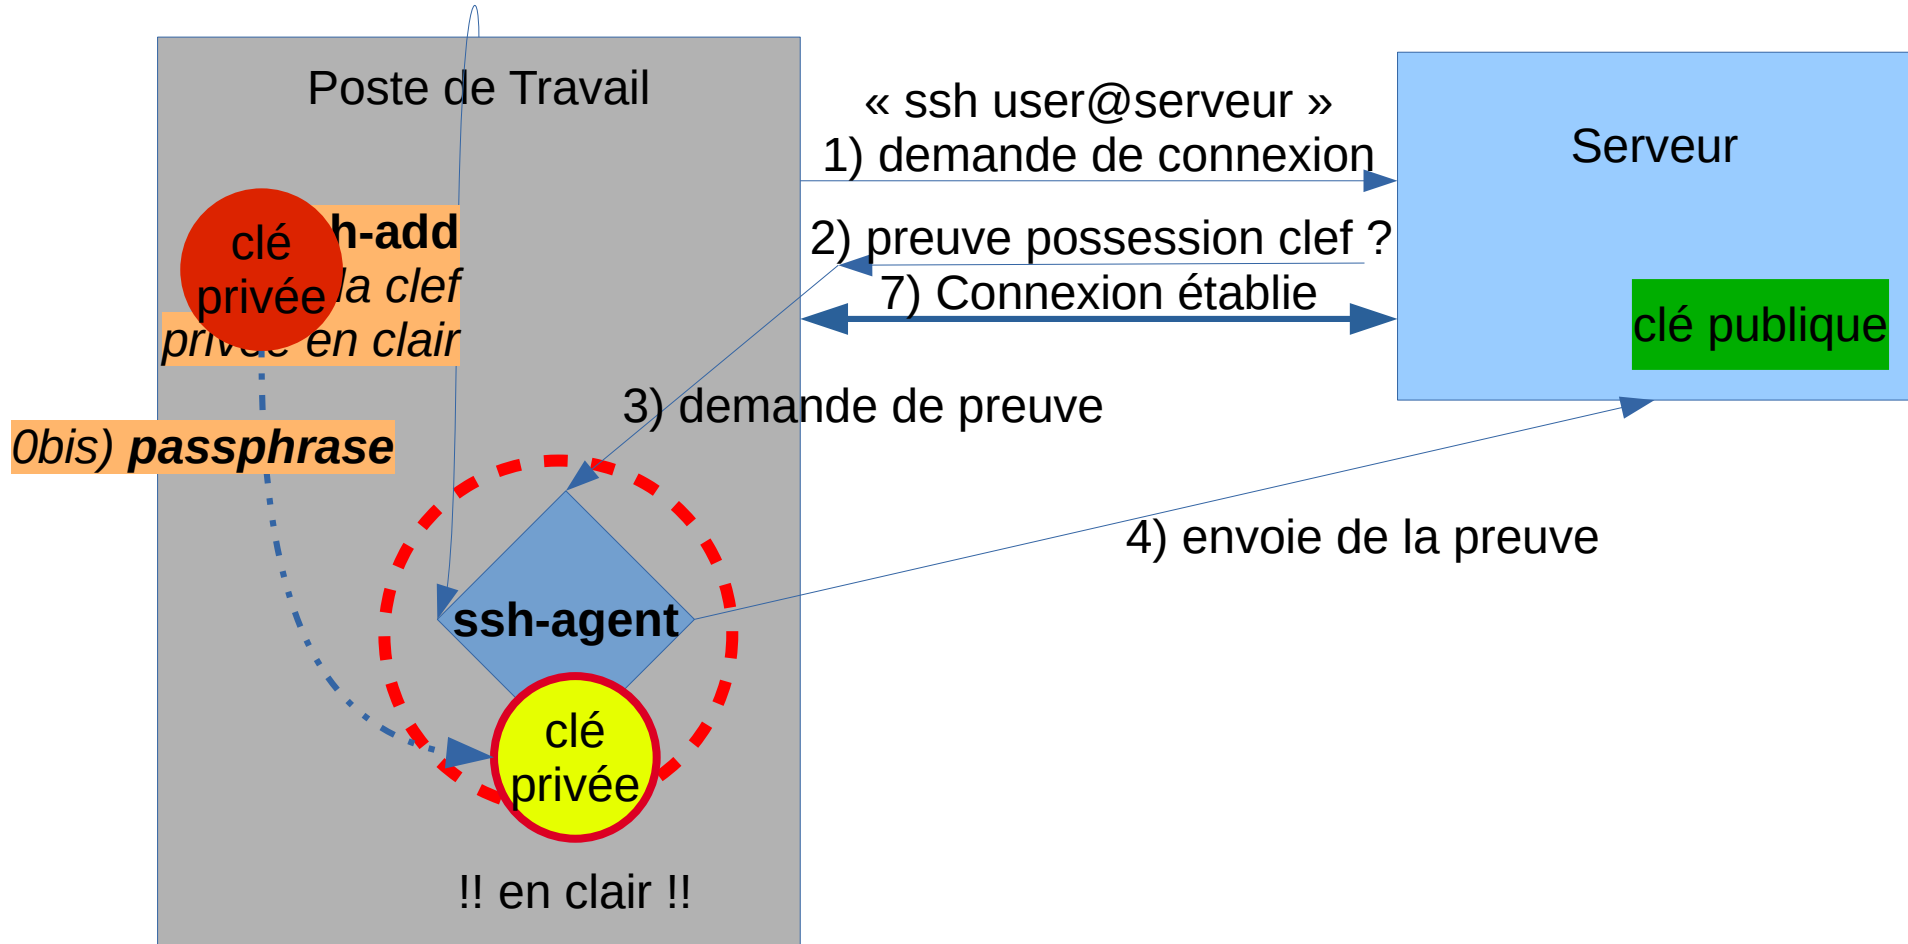 Poste de Travail
« ssh user@serveur »
1) demande de connexion
Serveur
2) preuve possession clef ?
7) Connexion établie
clé publique
clé
privée
h-add
la clef
en clair
3) demande de preuve
0bis) passphrase
4) envoie de la preuve
ssh-agent
clé
privée
!! en clair !!